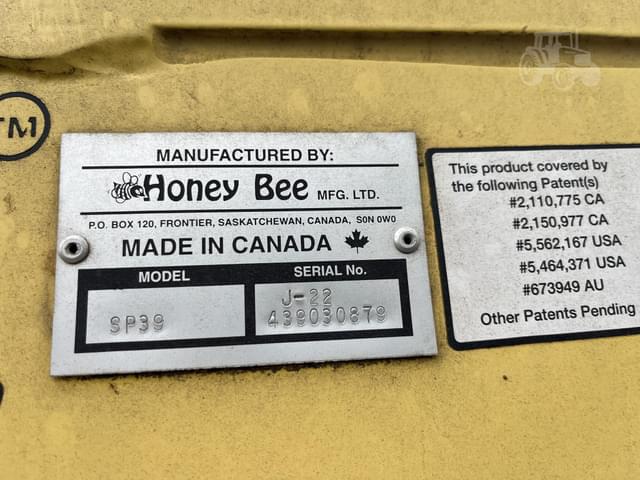 TM
MANUFACTURED BY:
Honey Bee MFG. LTD.
P.O. BOX 120, FRONTIER, SASKATCHEWAN, CANADA, S0N 0W0
MADE IN CANADA
MODEL
SERIAL No.
SP39
J-22
439030879
This product covered by
the following Patent(s)
#2,110,775 CA
#2,150,977 CA
#5,562,167 USA
#5,464,371 USA
#673949 AU
Other Patents Pending